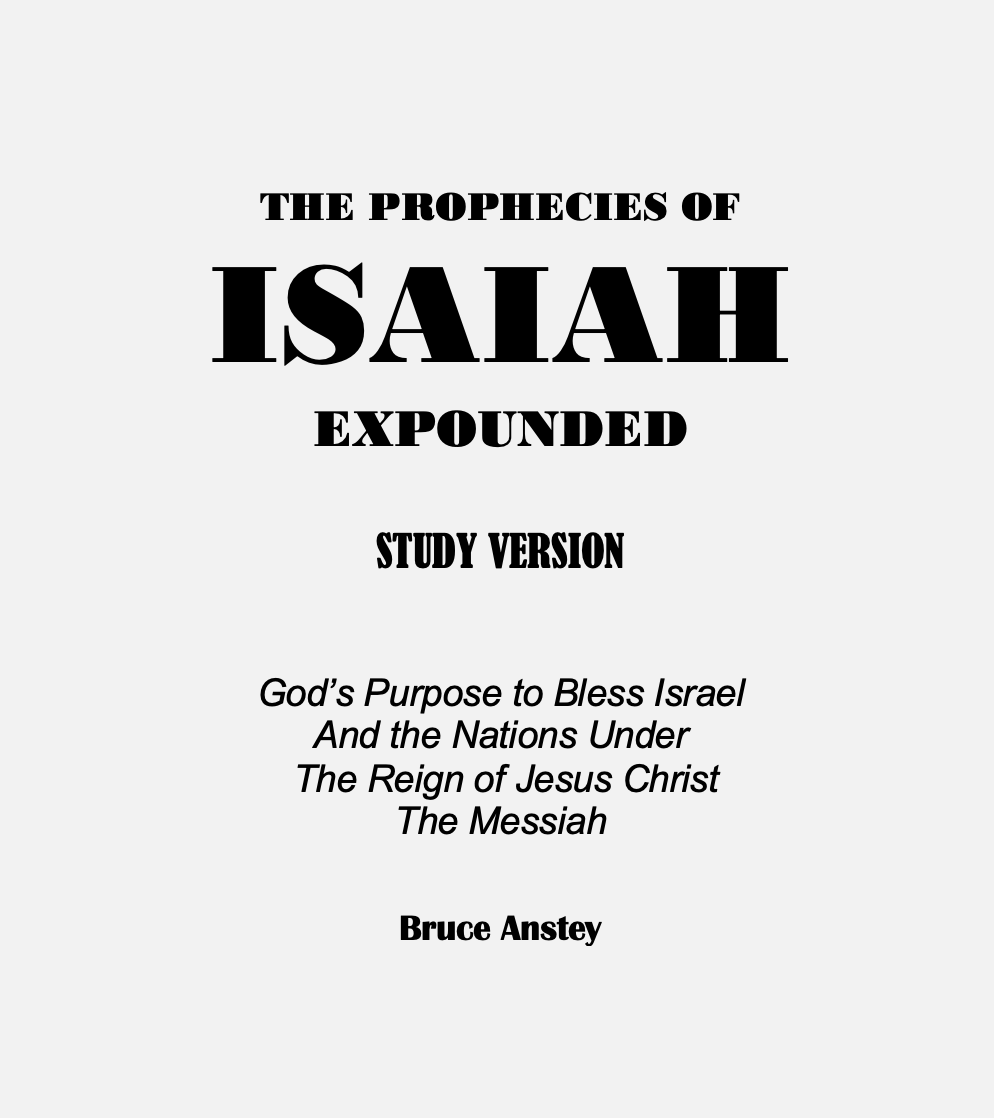 THE PROPHECIES OF
ISAIAH
EXPOUNDED
STUDY VERSION
God’s Purpose to Bless Israel
And the Nations Under
The Reign of Jesus Christ
The Messiah
Bruce Anstey